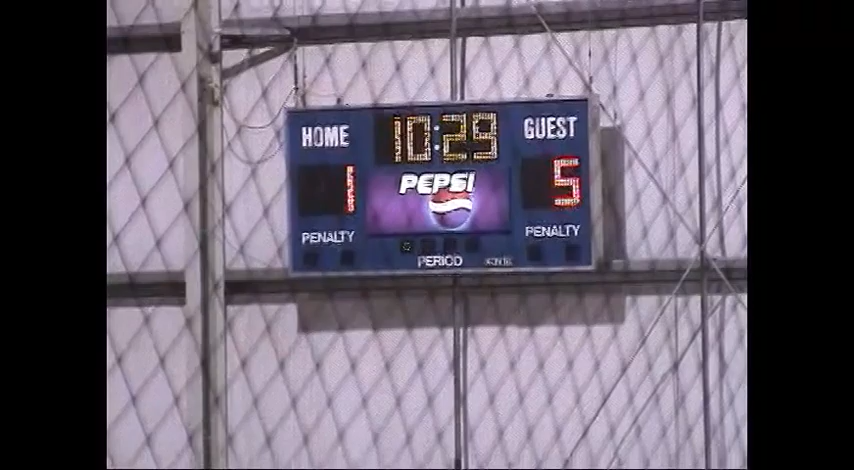 HOME 10:29 GUEST
1 PEPSI 5
PENALTY PENALTY
PERIOD